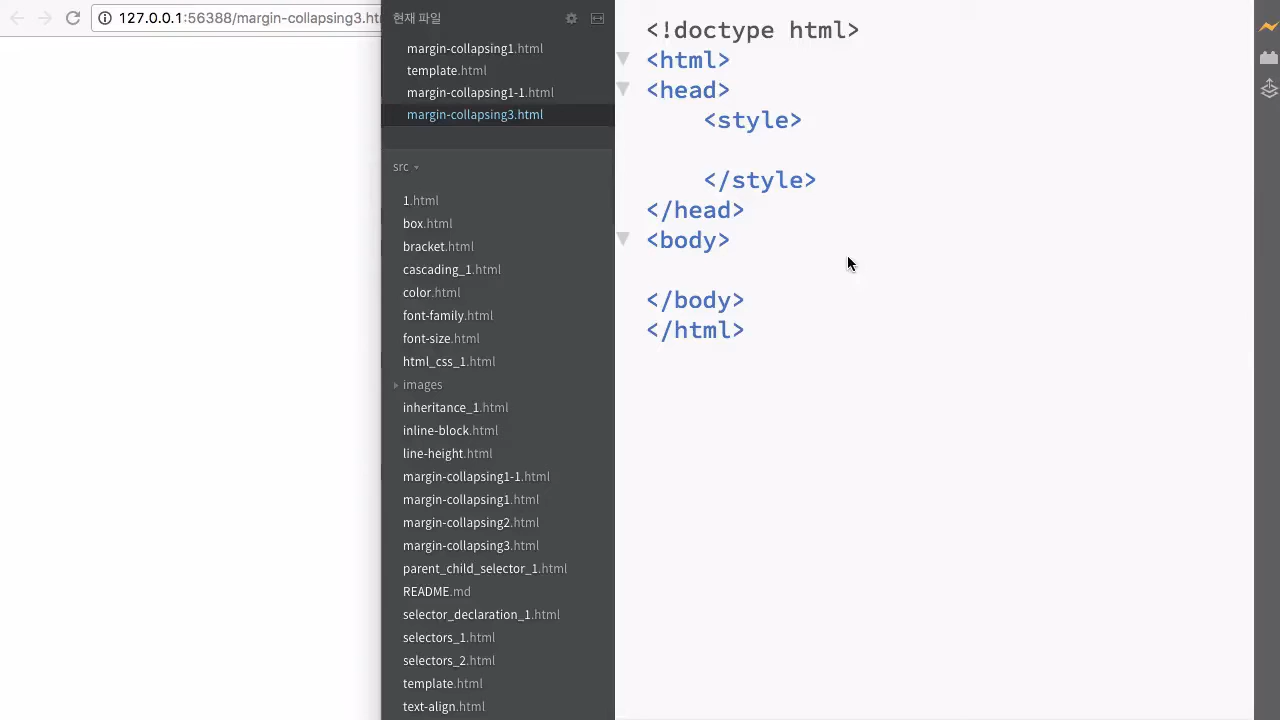 127.0.0.1:56388/margin-collapsing3.ht
현재 파일
margin-collapsing1.html
template.html
margin-collapsing1-1.html
margin-collapsing3.html
src
1.html
box.html
bracket.html
cascading_1.html
color.html
font-family.html
font-size.html
html_css_1.html
images
inheritance_1.html
inline-block.html
line-height.html
margin-collapsing1-1.html
margin-collapsing1.html
margin-collapsing2.html
margin-collapsing3.html
parent_child_selector_1.html
README.md
selector_declaration_1.html
selectors_1.html
selectors_2.html
template.html
text-align.html
<!doctype html>
<html>
<head>
<style>
</style>
</head>
<body>
</body>
</html>